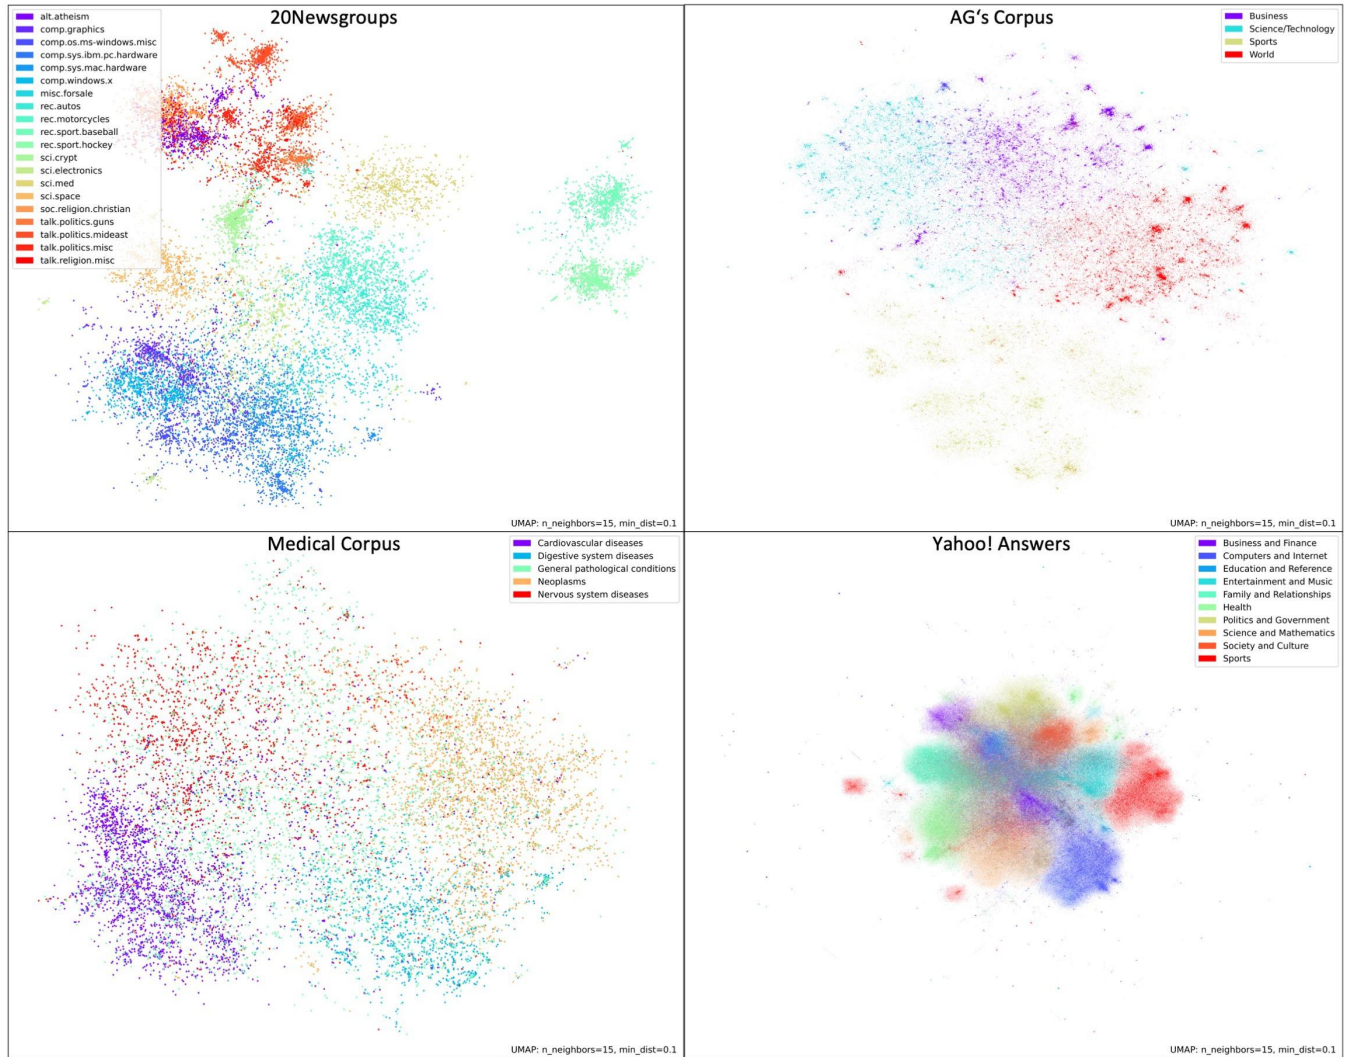 20Newsgroups
alt.atheism
comp.graphics
comp.os.ms-windows.misc
comp.sys.ibm.pc.hardware
comp.sys.mac.hardware
comp.windows.x
misc.forsale
rec.autos
rec.motorcycles
rec.sport.baseball
rec.sport.hockey
sci.crypt
sci.electronics
sci.med
sci.space
soc.religion.christian
talk.politics.guns
talk.politics.mideast
talk.politics.misc
talk.religion.misc
UMAP: n_neighbors=15, min_dist=0.1
AG‘s Corpus
Business
Science/Technology
Sports
World
UMAP: n_neighbors=15, min_dist=0.1
Medical Corpus
Cardiovascular diseases
Digestive system diseases
General pathological conditions
Neoplasms
Nervous system diseases
UMAP: n_neighbors=15, min_dist=0.1
Yahoo! Answers
Business and Finance
Computers and Internet
Education and Reference
Entertainment and Music
Family and Relationships
Health
Politics and Government
Science and Mathematics
Society and Culture
Sports
UMAP: n_neighbors=15, min_dist=0.1